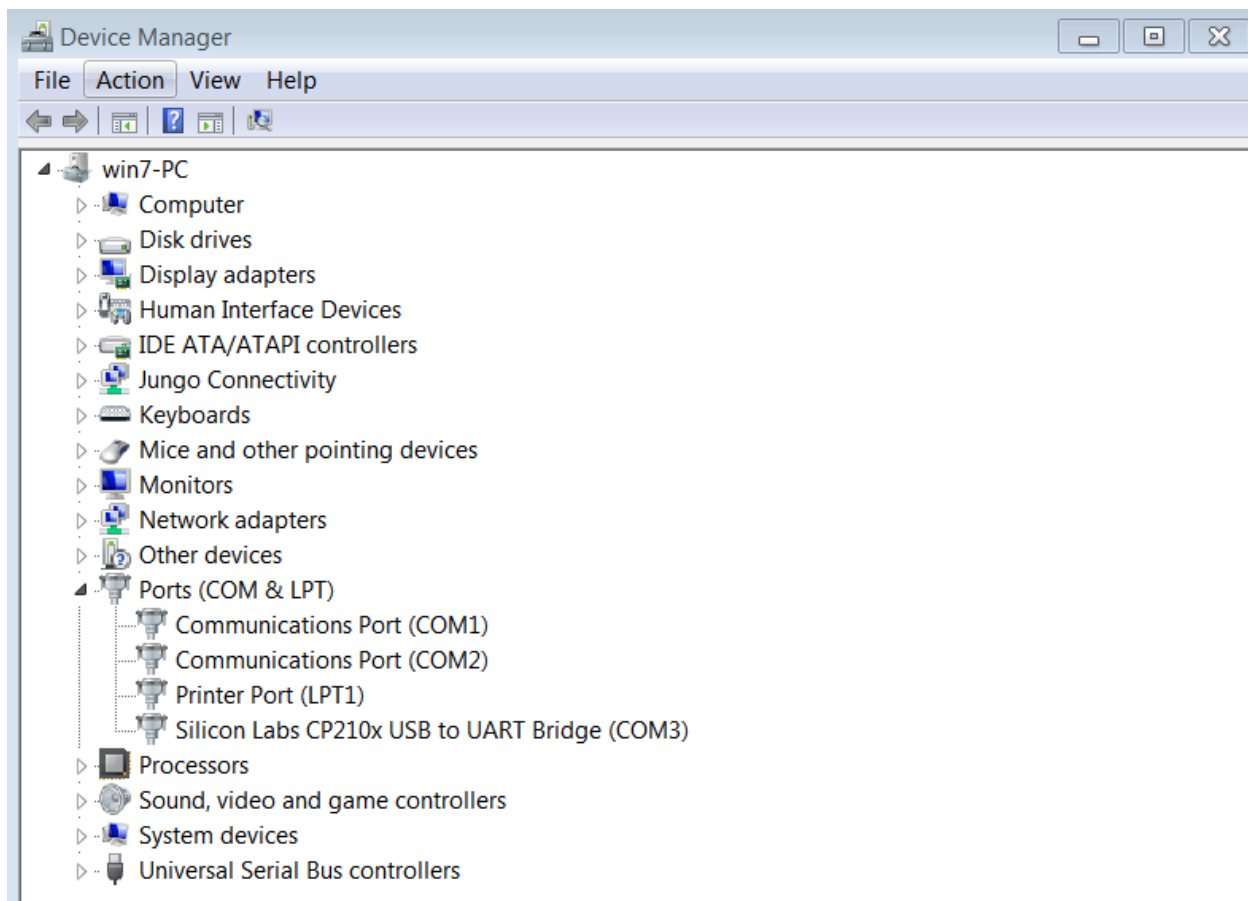 Device Manager
File Action View Help
win7-PC
Computer
Disk drives
Display adapters
Human Interface Devices
IDE ATA/ATAPI controllers
Jungo Connectivity
Keyboards
Mice and other pointing devices
Monitors
Network adapters
Other devices
Ports (COM & LPT)
Communications Port (COM1)
Communications Port (COM2)
Printer Port (LPT1)
Silicon Labs CP210x USB to UART Bridge (COM3)
Processors
Sound, video and game controllers
System devices
Universal Serial Bus controllers